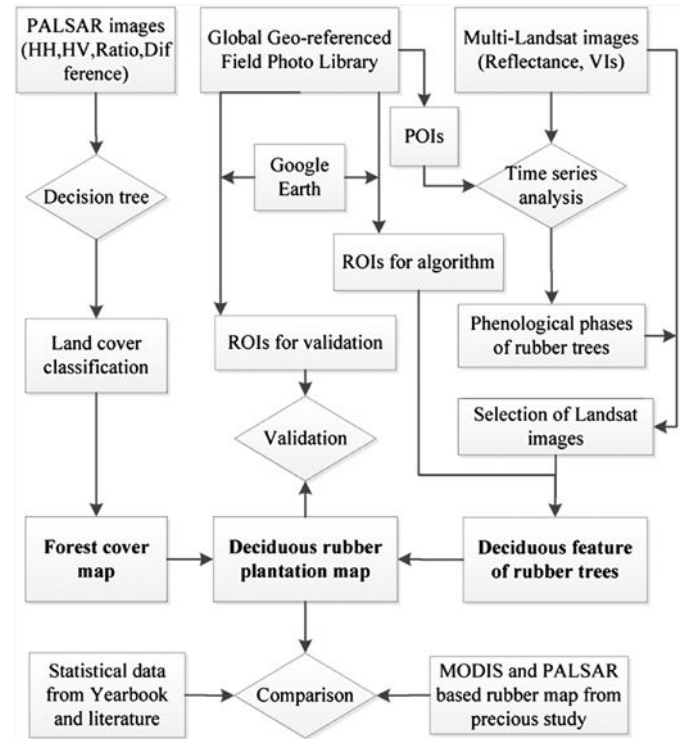 PALSAR images
(HH,HV,Ratio,Dif
ference)
Global Geo-referenced
Field Photo Library
Multi-Landsat images
(Reflectance, VIs)
POIs
Google
Earth
Decision tree
Time series
analysis
ROIs for algorithm
Land cover
classification
ROIs for validation
Phenological phases
of rubber trees
Validation
Selection of Landsat
images
Forest cover
map
Deciduous rubber
plantation map
Deciduous feature
of rubber trees
Statistical data
from Yearbook
and literature
Comparison
MODIS and PALSAR
based rubber map from
precious study